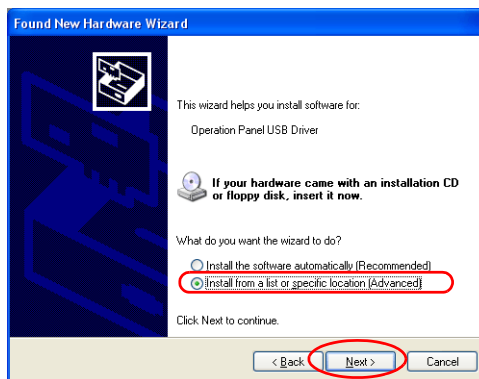 Found New Hardware Wizard
This wizard helps you install software for:
Operation Panel USB Driver
If your hardware came with an installation CD
or floppy disk, insert it now.
What do you want the wizard to do?
Install the software automatically (Recommended)
Install from a list or specific location (Advanced)
Click Next to continue.
< Back Next > Cancel